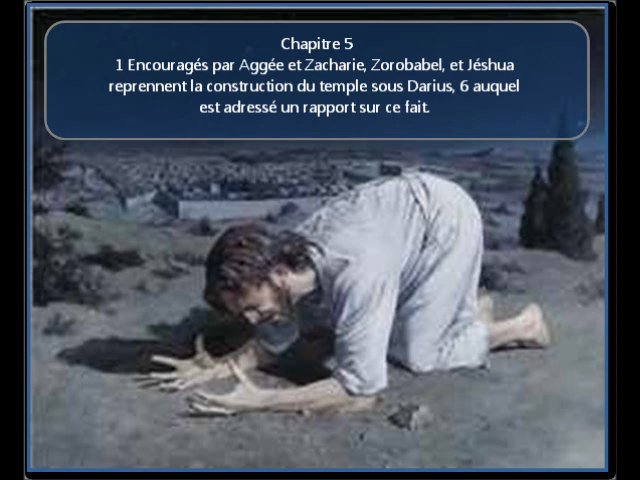 Chapitre 5
1 Encouragés par Aggée et Zacharie, Zorobabel, et Jéshua
reprennent la construction du temple sous Darius, 6 auquel
est adressé un rapport sur ce fait.